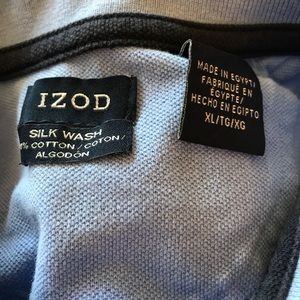 IZOD
SILK WASH
% COTTON / COTON /
ALGODÓN
MADE IN EGYPT/
FABRIQUÉ EN
EGYPTE/
HECHO EN EGIPTO
XL/TG/XG